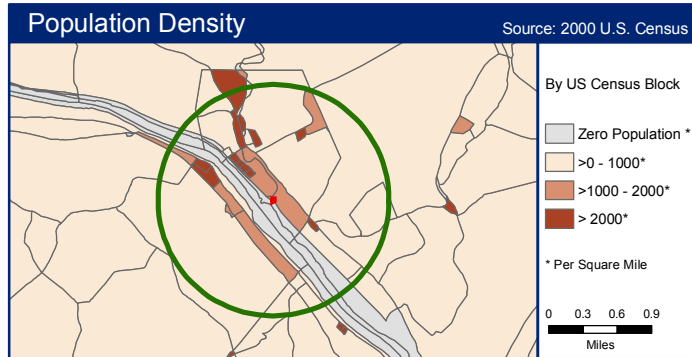 Population Density
Source: 2000 U.S. Census
By US Census Block
Zero Population *
>0 - 1000*
>1000 - 2000*
> 2000*
* Per Square Mile
0 0.3 0.6 0.9
Miles